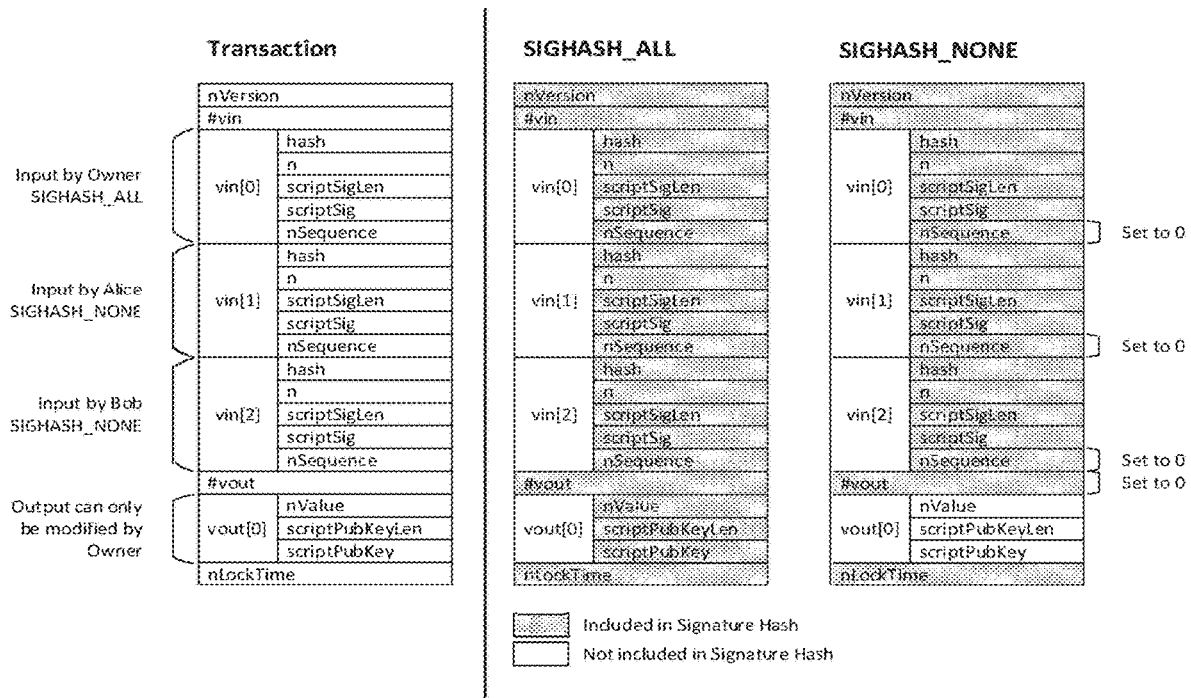 Transaction
nVersion
#vin
Input by Owner
SIGHASH_ALL
vin[0]
hash
n
scriptSigLen
scriptSig
nSequence
Input by Alice
SIGHASH_NONE
vin[1]
hash
n
scriptSigLen
scriptSig
nSequence
Input by Bob
SIGHASH_NONE
vin[2]
hash
n
scriptSigLen
scriptSig
nSequence
#vout
Output can only
be modified by
Owner
vout[0]
nValue
scriptPubKeyLen
scriptPubKey
nLockTime
SIGHASH_ALL
nVersion
#vin
vin[0]
hash
n
scriptSigLen
scriptSig
nSequence
vin[1]
hash
n
scriptSigLen
scriptSig
nSequence
vin[2]
hash
n
scriptSigLen
scriptSig
nSequence
#vout
vout[0]
nValue
scriptPubKeyLen
scriptPubKey
nLockTime
SIGHASH_NONE
nVersion
#vin
vin[0]
hash
n
scriptSigLen
scriptSig
nSequence
Set to 0
vin[1]
hash
n
scriptSigLen
scriptSig
nSequence
Set to 0
vin[2]
hash
n
scriptSigLen
scriptSig
nSequence
Set to 0
#vout
Set to 0
vout[0]
nValue
scriptPubKeyLen
scriptPubKey
nLockTime
Included in Signature Hash
Not included in Signature Hash